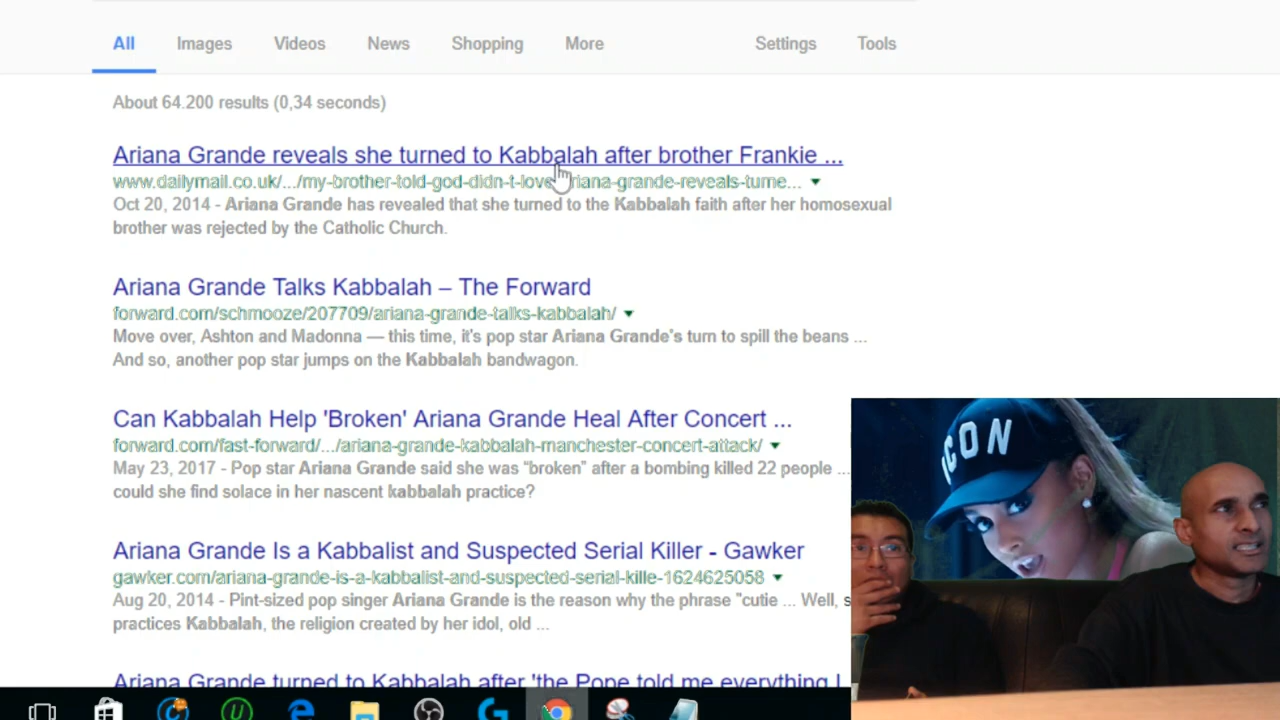 All Images Videos News Shopping More Settings Tools
About 64.200 results (0,34 seconds)
Ariana Grande reveals she turned to Kabbalah after brother Frankie ...
www.dailymail.co.uk/.../my-brother-told-god-didn-t-love-ariana-grande-reveals-turne...
Oct 20, 2014 - Ariana Grande has revealed that she turned to the Kabbalah faith after her homosexual
brother was rejected by the Catholic Church.
Ariana Grande Talks Kabbalah – The Forward
forward.com/schmooze/207709/ariana-grande-talks-kabbalah/
Move over, Ashton and Madonna — this time, it's pop star Ariana Grande's turn to spill the beans ...
And so, another pop star jumps on the Kabbalah bandwagon.
Can Kabbalah Help 'Broken' Ariana Grande Heal After Concert ...
forward.com/fast-forward/.../ariana-grande-kabbalah-manchester-concert-attack/
May 23, 2017 - Pop star Ariana Grande said she was “broken” after a bombing killed 22 people ...
could she find solace in her nascent kabbalah practice?
Ariana Grande Is a Kabbalist and Suspected Serial Killer - Gawker
gawker.com/ariana-grande-is-a-kabbalist-and-suspected-serial-kille-1624625058
Aug 20, 2014 - Pint-sized pop singer Ariana Grande is the reason why the phrase "cutie ... Well, s
practices Kabbalah, the religion created by her idol, old ...
Ariana Grande turned to Kabbalah after 'the Pope told me everything I
ICON